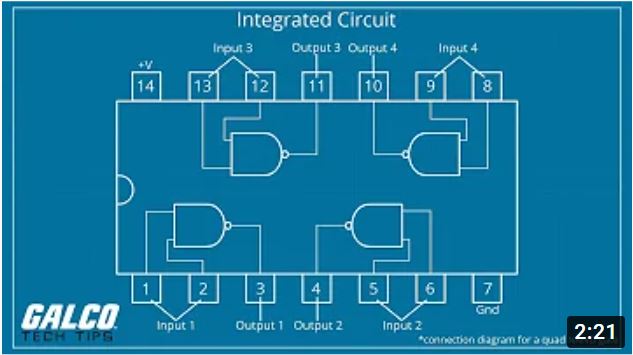 Integrated Circuit
Input 3 Output 3 Output 4 Input 4
+V
14 13 12 11 10 9 8
1 2 3 4 5 6 7
Gnd
Input 1 Output 1 Output 2 Input 2
GALCO
TECH TIPS
*connection diagram for a quad
2:21